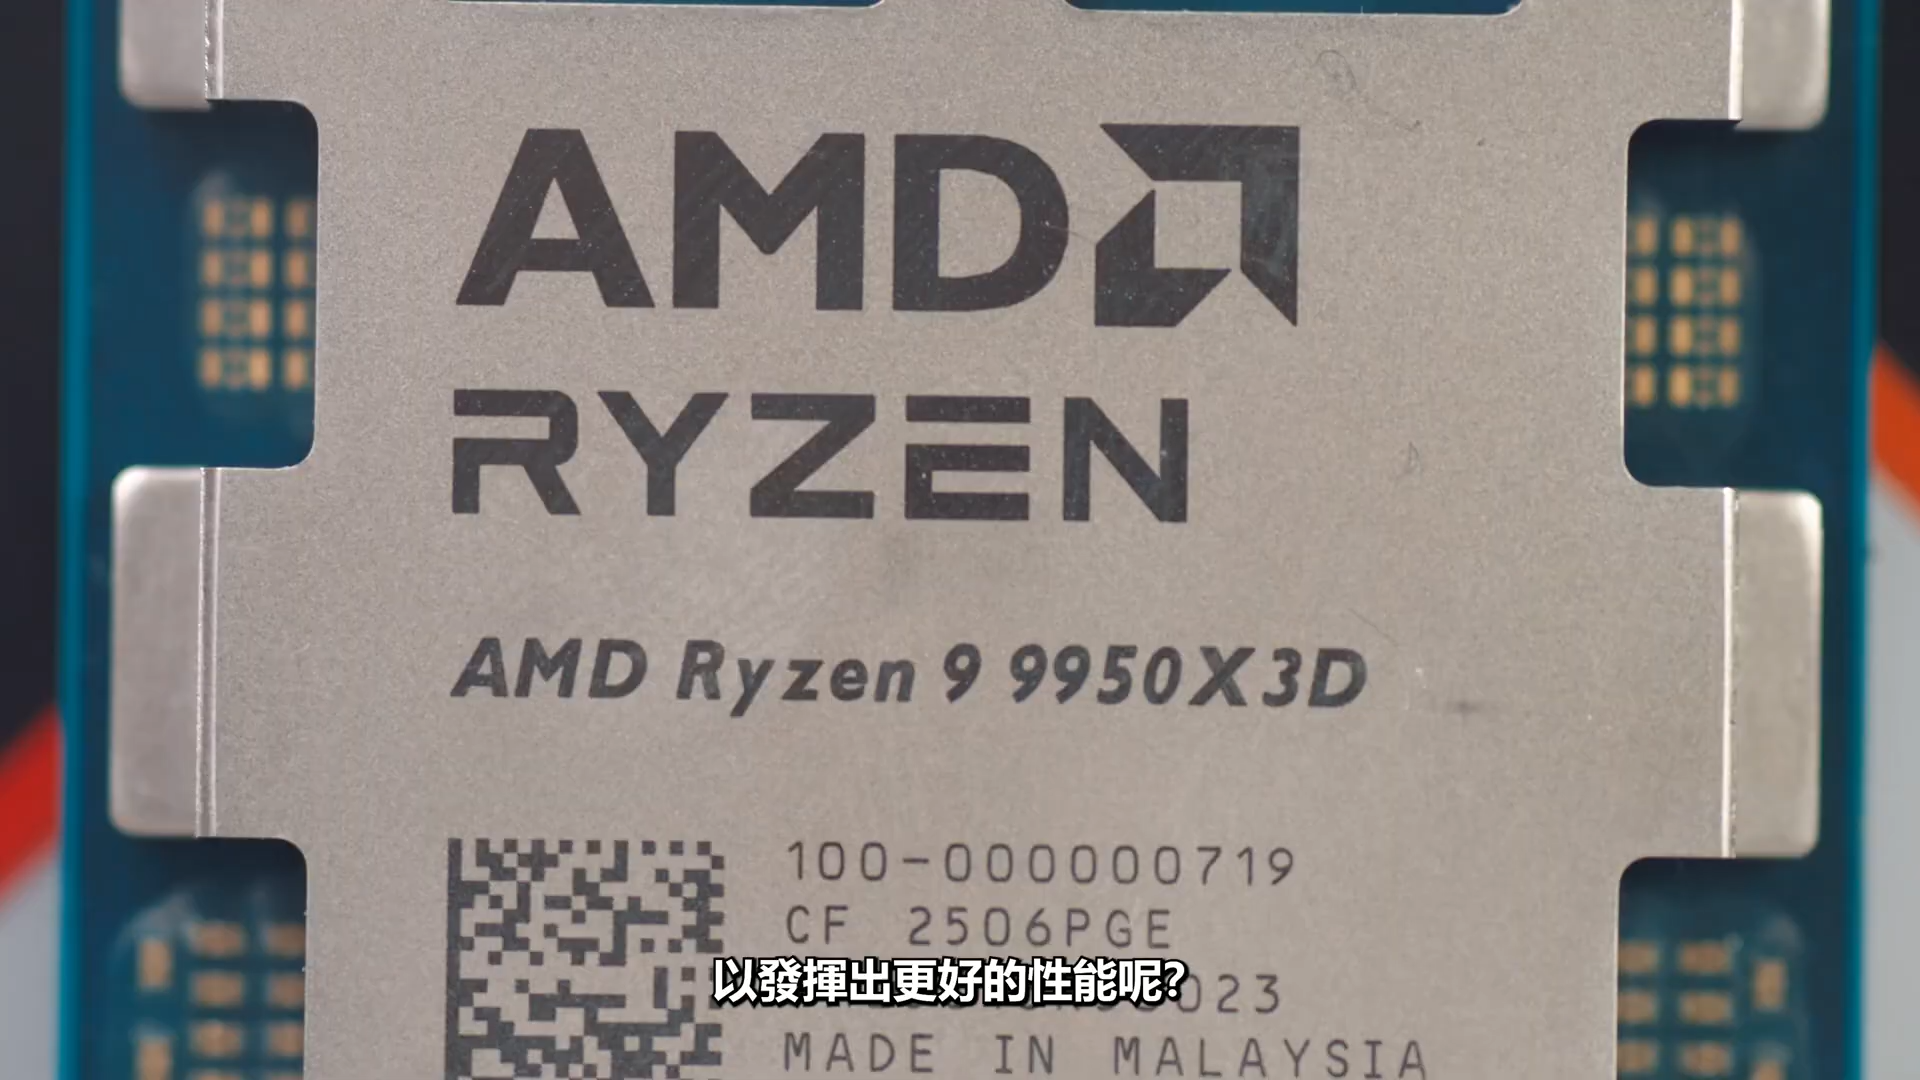 AMD
RYZEN
AMD Ryzen 9 9950X3D
100-000000719
CF 2506PGE
以發揮出更好的性能呢?
MADE IN MALAYSIA